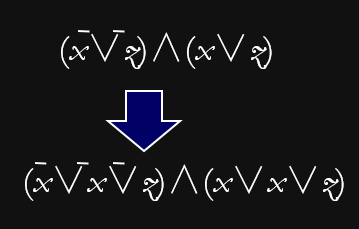 (x̄ ∨ z̄) ∧ (x ∨ z)
(x̄ ∨ x̄ ∨ z̄) ∧ (x ∨ x ∨ z)